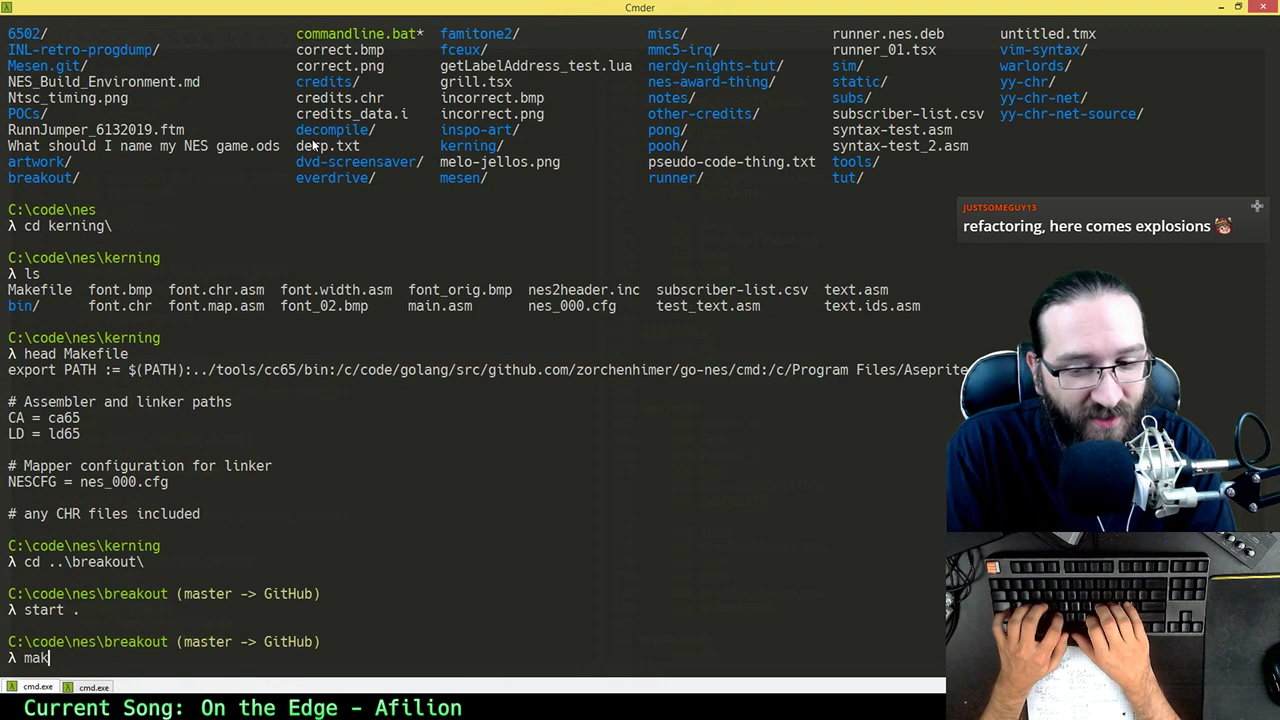 Cmder
6502/ commandline.bat* famitone2/ misc/ runner.nes.deb untitled.tmx
INL-retro-progdump/ correct.bmp fceux/ mmc5-irq/ runner_01.tsx vim-syntax/
Mesen.git/ correct.png getLabelAddress_test.lua nerdy-nights-tut/ sim/ warlords/
NES_Build_Environment.md credits/ grill.tsx nes-award-thing/ static/ yy-chr/
Ntsc_timing.png credits.chr incorrect.bmp notes/ subs/ yy-chr-net/
POCs/ credits_data.i incorrect.png other-credits/ subscriber-list.csv yy-chr-net-source/
RunnJumper_6132019.ftm decompile/ inspo-art/ pong/ syntax-test.asm
What should I name my NES game.ods derp.txt kerning/ pooh/ syntax-test_2.asm
artwork/ dvd-screensaver/ melo-jellos.png pseudo-code-thing.txt tools/
breakout/ everdrive/ mesen/ runner/ tut/
C:\code\nes
λ cd kerning\
C:\code\nes\kerning
λ ls
Makefile font.bmp font.chr.asm font.width.asm font_orig.bmp nes2header.inc subscriber-list.csv text.asm
bin/ font.chr font.map.asm font_02.bmp main.asm nes_000.cfg test_text.asm text.ids.asm
C:\code\nes\kerning
λ head Makefile
export PATH := $(PATH):../tools/cc65/bin:/c/code/golang/src/github.com/zorchenhimer/go-nes/cmd:/c/Program Files/Aseprite
# Assembler and linker paths
CA = ca65
LD = ld65
# Mapper configuration for linker
NESCFG = nes_000.cfg
# any CHR files included
C:\code\nes\kerning
λ cd ..\breakout\
C:\code\nes\breakout (master -> GitHub)
λ start .
C:\code\nes\breakout (master -> GitHub)
λ mak
cmd.exe cmd.exe
Current Song: On the Edge - Afilion
JUSTSOMEGUY13
refactoring, here comes explosions